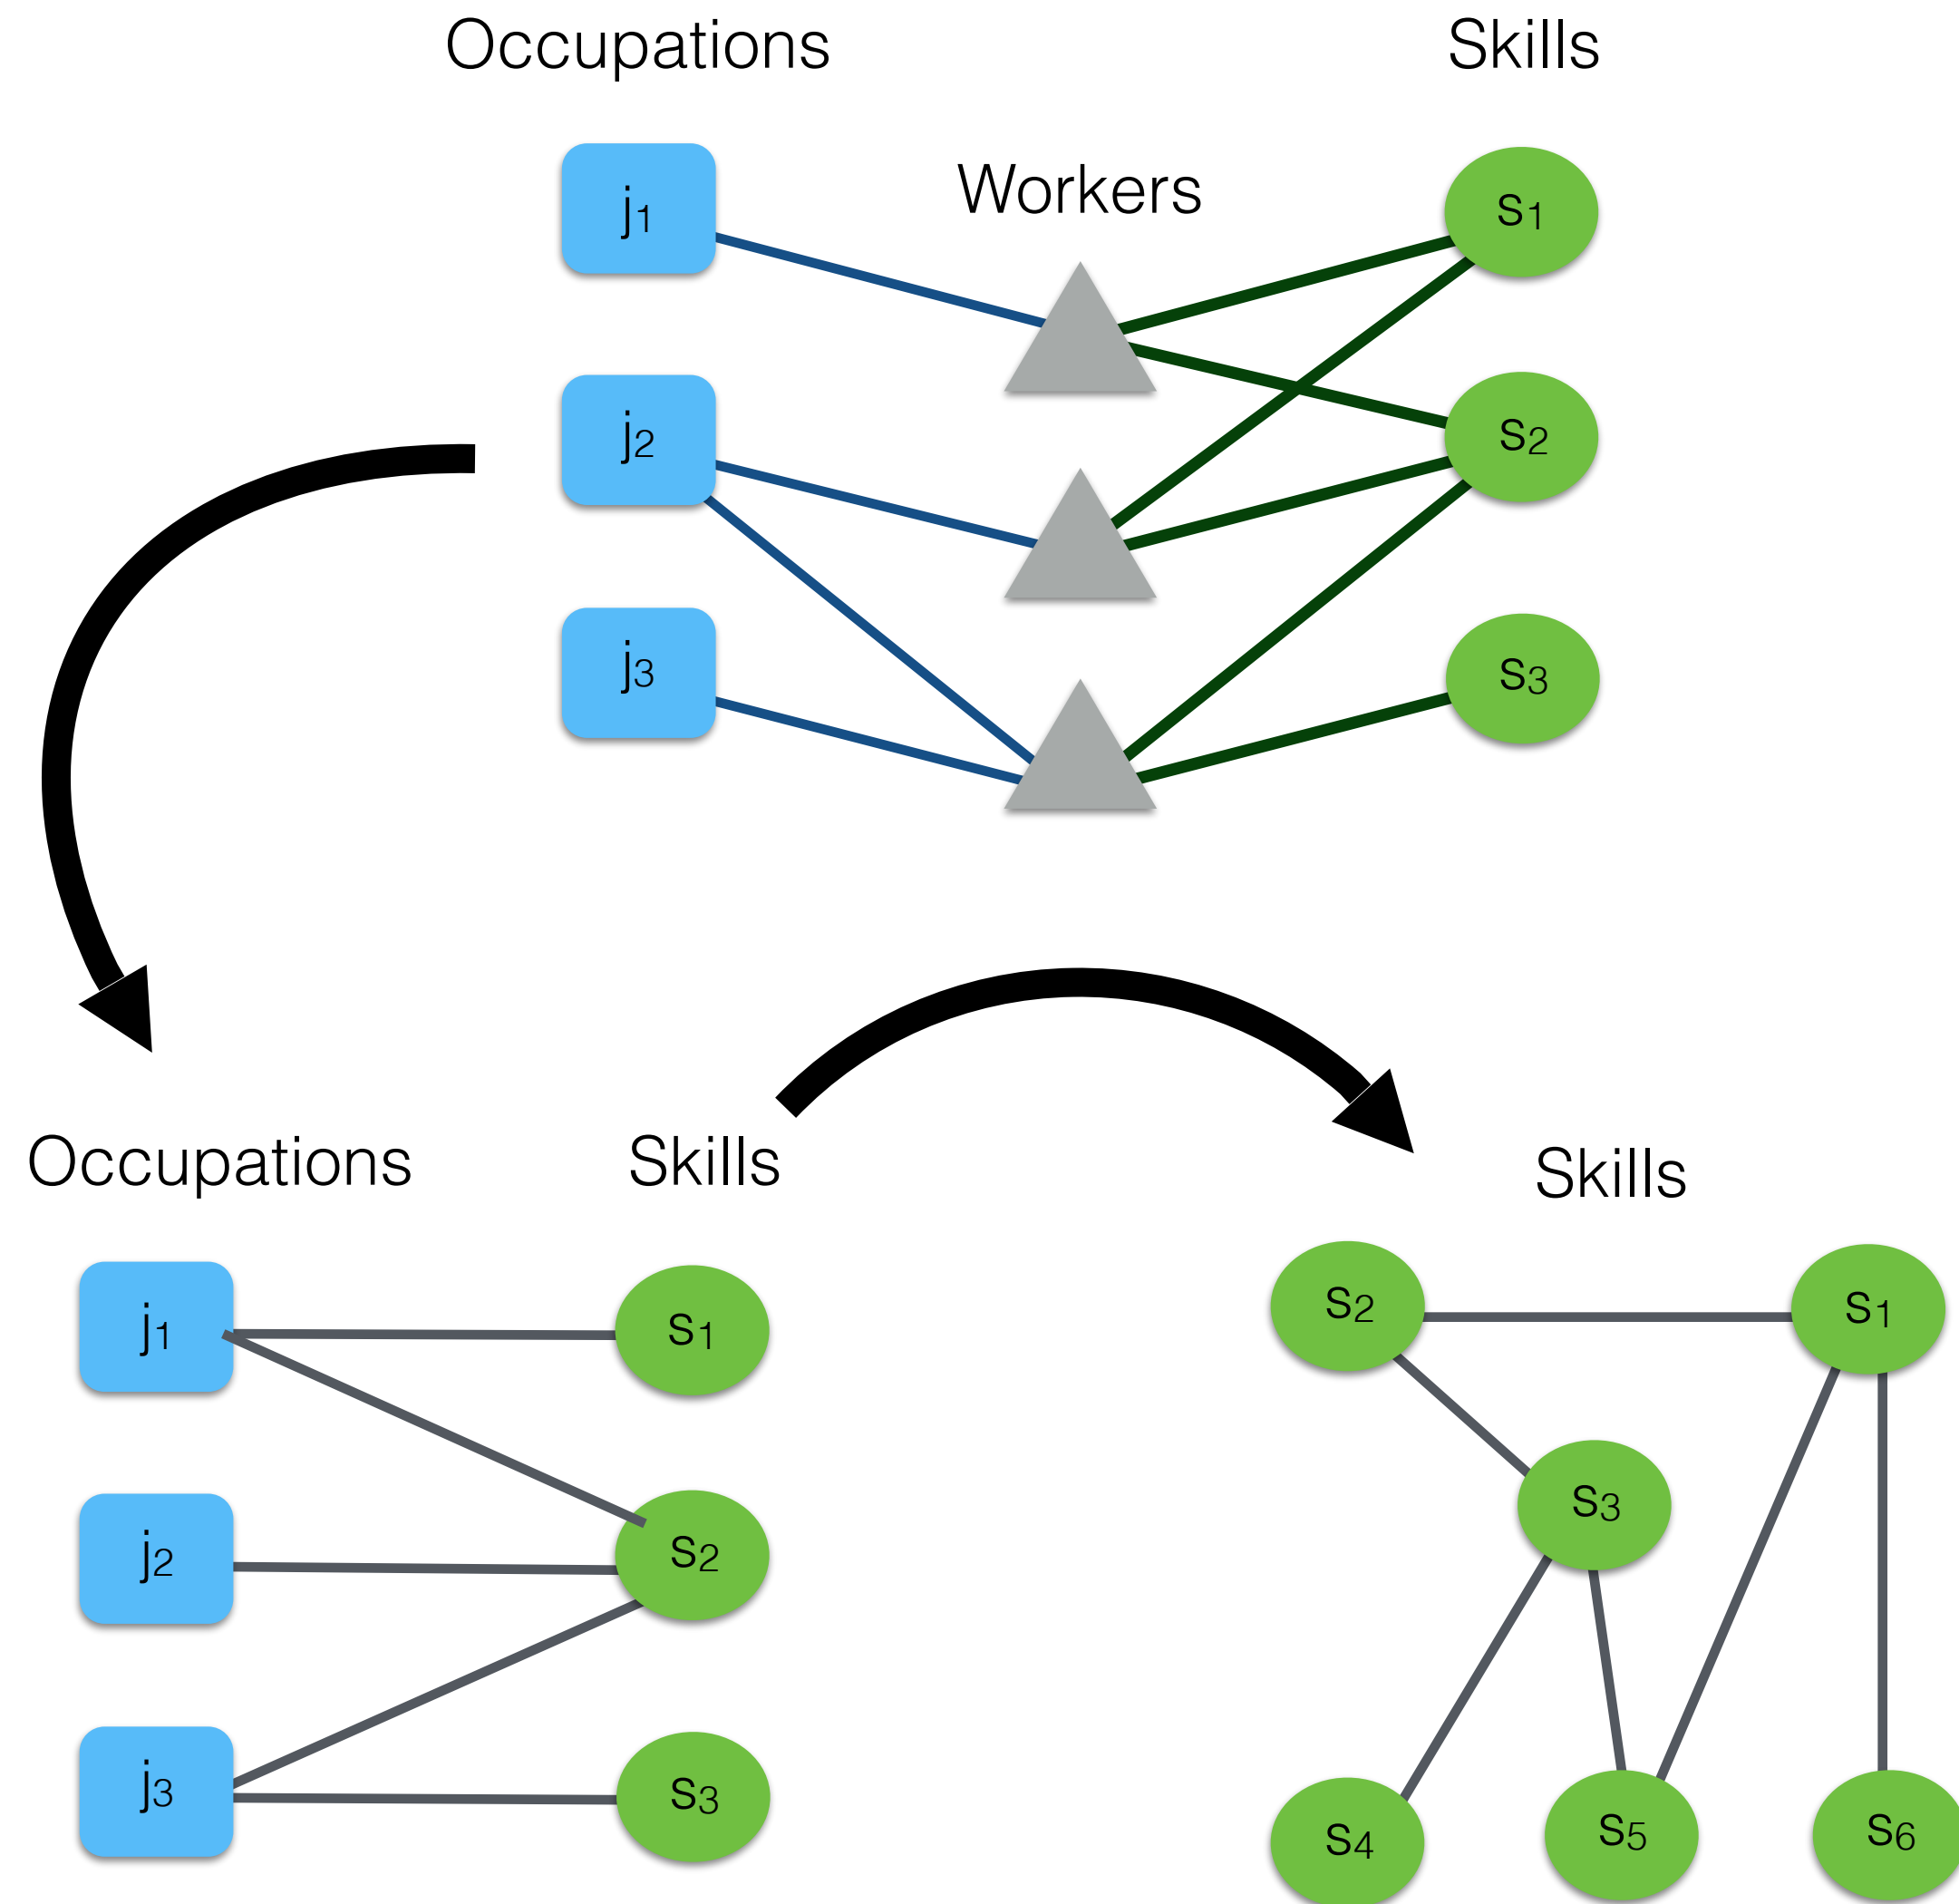 Occupations Skills
Workers
j1 s1
j2 s2
j3 s3
Occupations Skills Skills
j1 s1 s2 s1
j2 s2 s3
j3 s3 s4 s5 s6